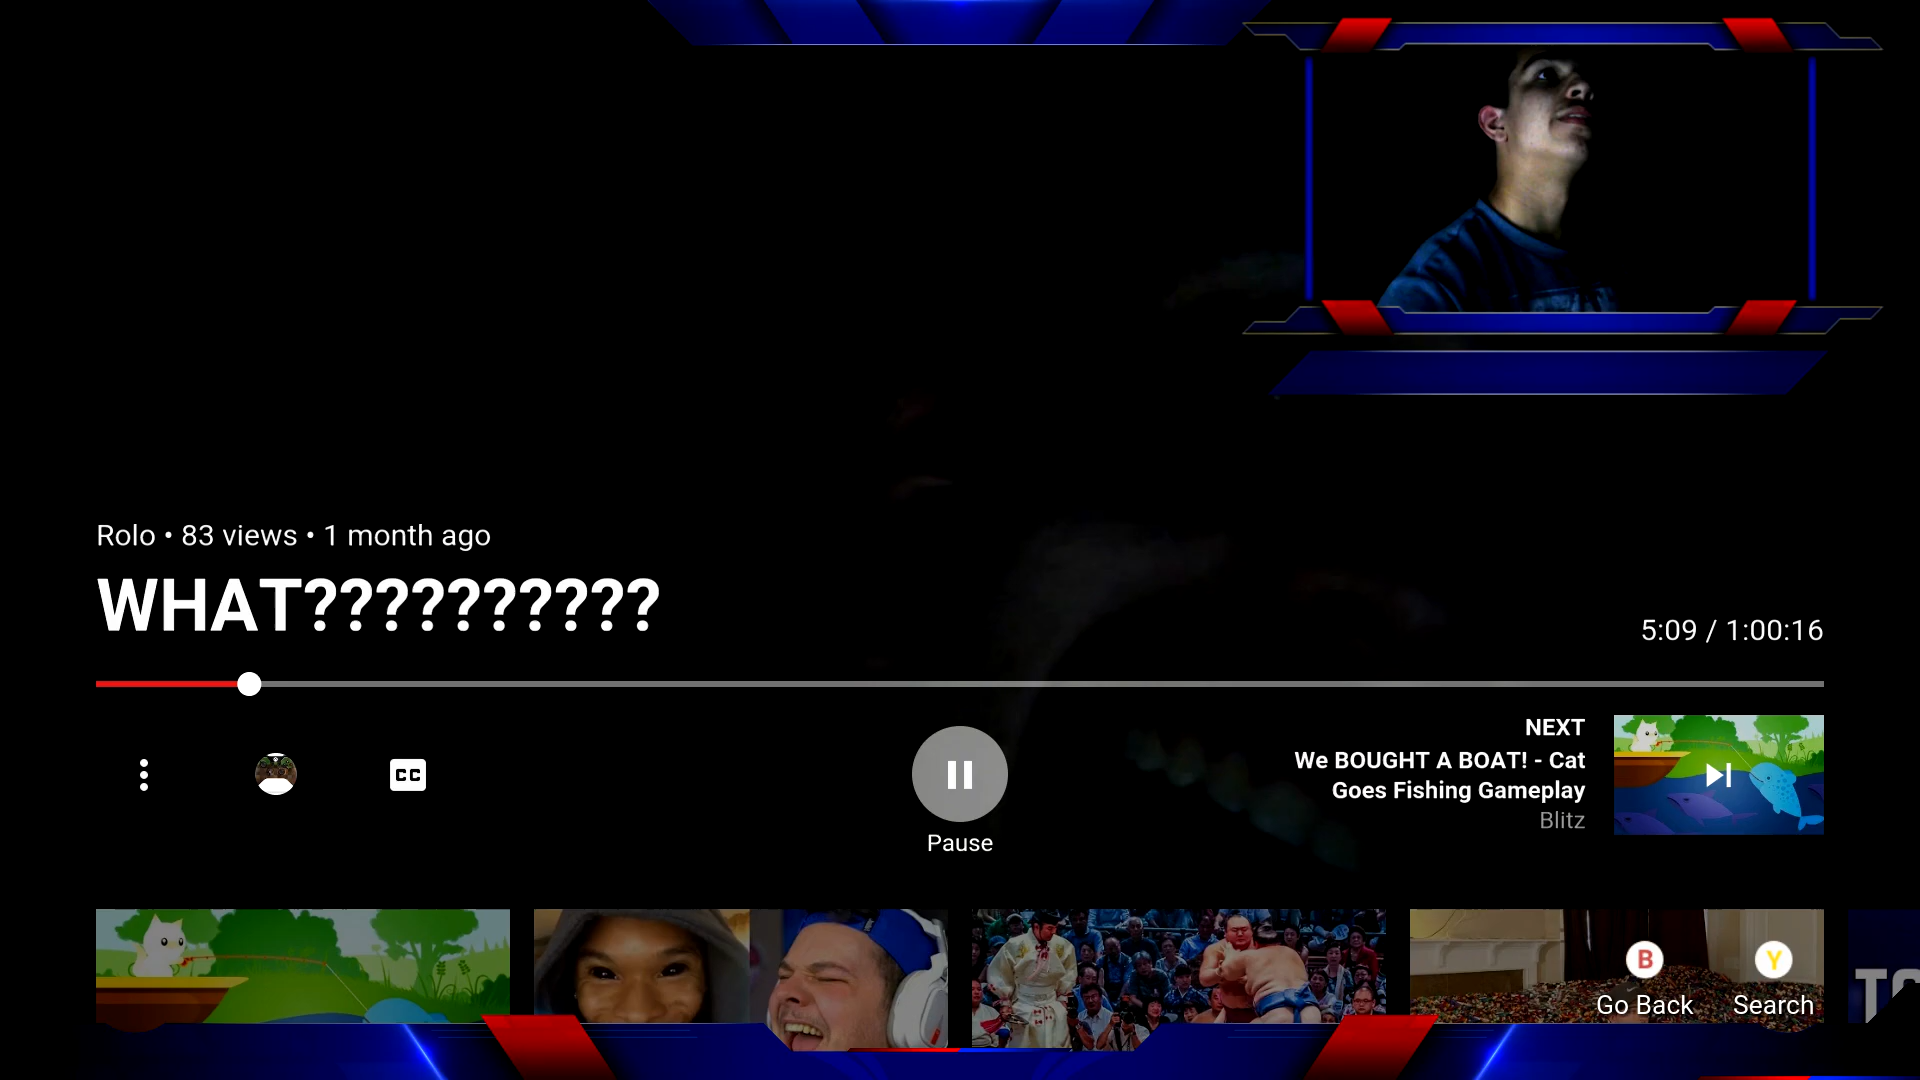 Rolo • 83 views • 1 month ago
WHAT??????????
5:09 / 1:00:16
NEXT
We BOUGHT A BOAT! - Cat
Goes Fishing Gameplay
Blitz
CC
Pause
B
Y
Go Back
Search